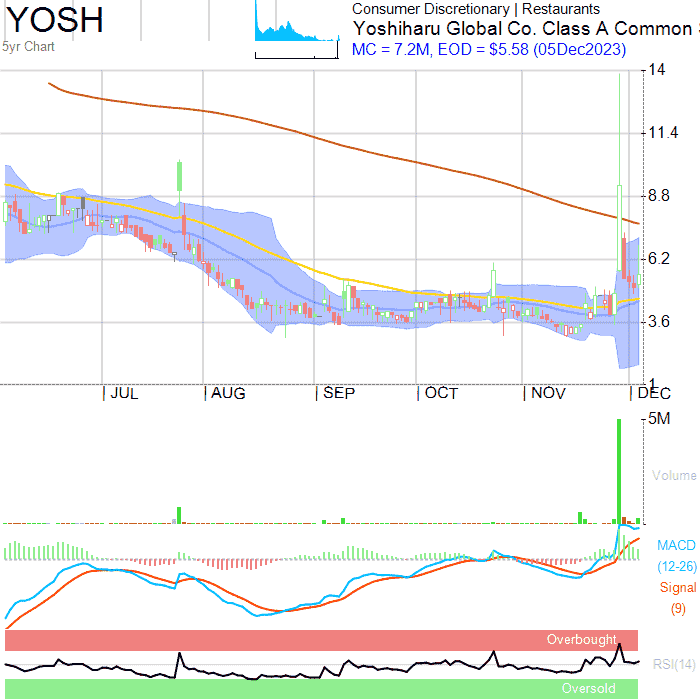 YOSH
5yr Chart
Consumer Discretionary | Restaurants
Yoshiharu Global Co. Class A Common
MC = 7.2M, EOD = $5.58 (05Dec2023)
14
11.4
8.8
6.2
3.6
1
JUL AUG SEP OCT NOV DEC
5M
Volume
MACD
(12-26)
Signal
(9)
Overbought
RSI(14)
Oversold